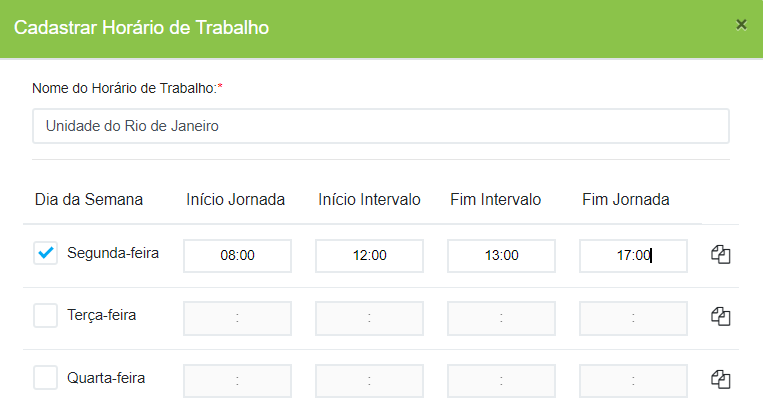 Cadastrar Horário de Trabalho ×
Nome do Horário de Trabalho:*
Unidade do Rio de Janeiro
Dia da Semana Início Jornada Início Intervalo Fim Intervalo Fim Jornada
Segunda-feira 08:00 12:00 13:00 17:00
Terça-feira : : : :
Quarta-feira : : : :